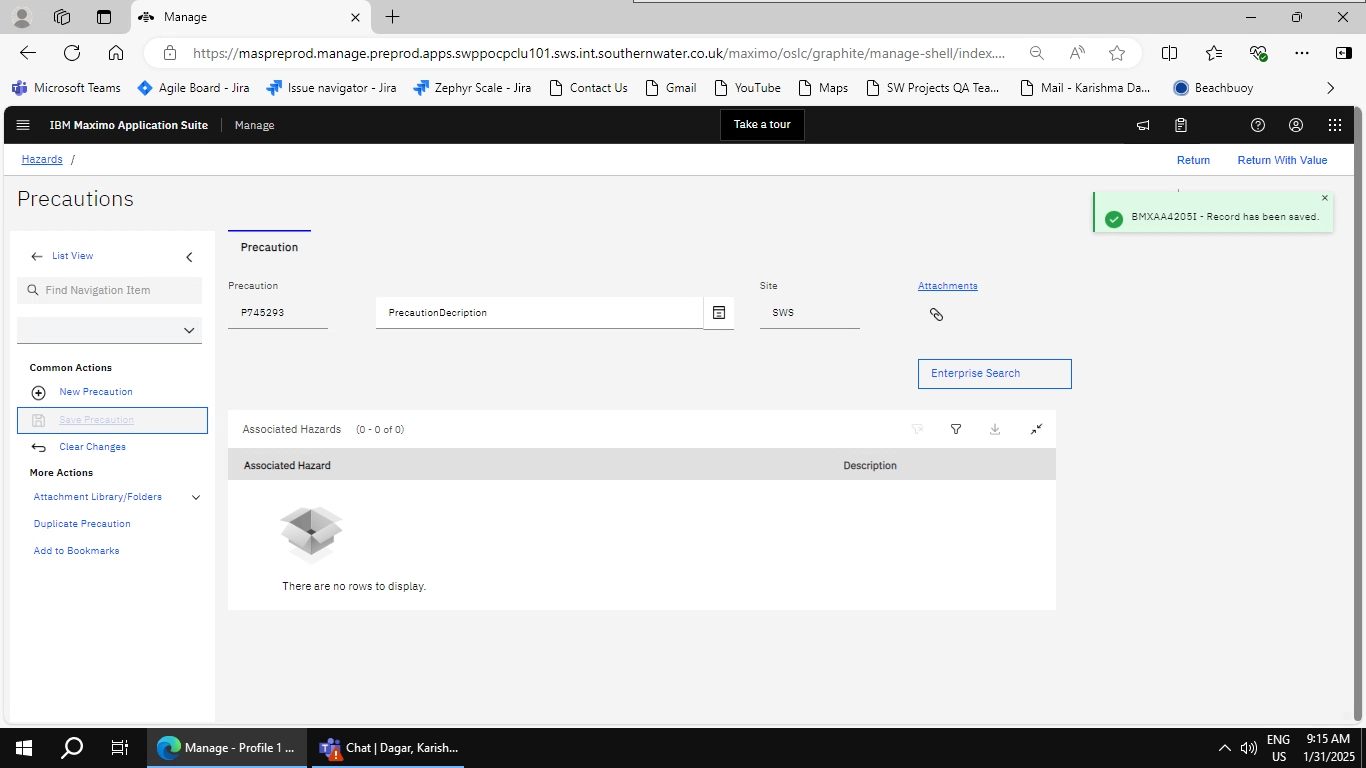 Manage
https://maspreprod.manage.preprod.apps.swppocpclu101.sws.int.southernwater.co.uk/maximo/oslc/graphite/manage-shell/index....
Microsoft Teams
Agile Board - Jira
Issue navigator - Jira
Zephyr Scale - Jira
Contact Us
Gmail
YouTube
Maps
SW Projects QA Tea...
Mail - Karishma Da...
Beachbuoy
IBM Maximo Application Suite
Manage
Take a tour
Hazards /
Return
Return With Value
Precautions
BMXAA4205I - Record has been saved.
List View
Find Navigation Item
Common Actions
New Precaution
Save Precaution
Clear Changes
More Actions
Attachment Library/Folders
Duplicate Precaution
Add to Bookmarks
Precaution
Precaution
P745293
PrecautionDecription
Site
SWS
Attachments
Enterprise Search
Associated Hazards (0 - 0 of 0)
Associated Hazard
Description
There are no rows to display.
Manage - Profile 1 ...
Chat | Dagar, Karish...
ENG
US
9:15 AM
1/31/2025